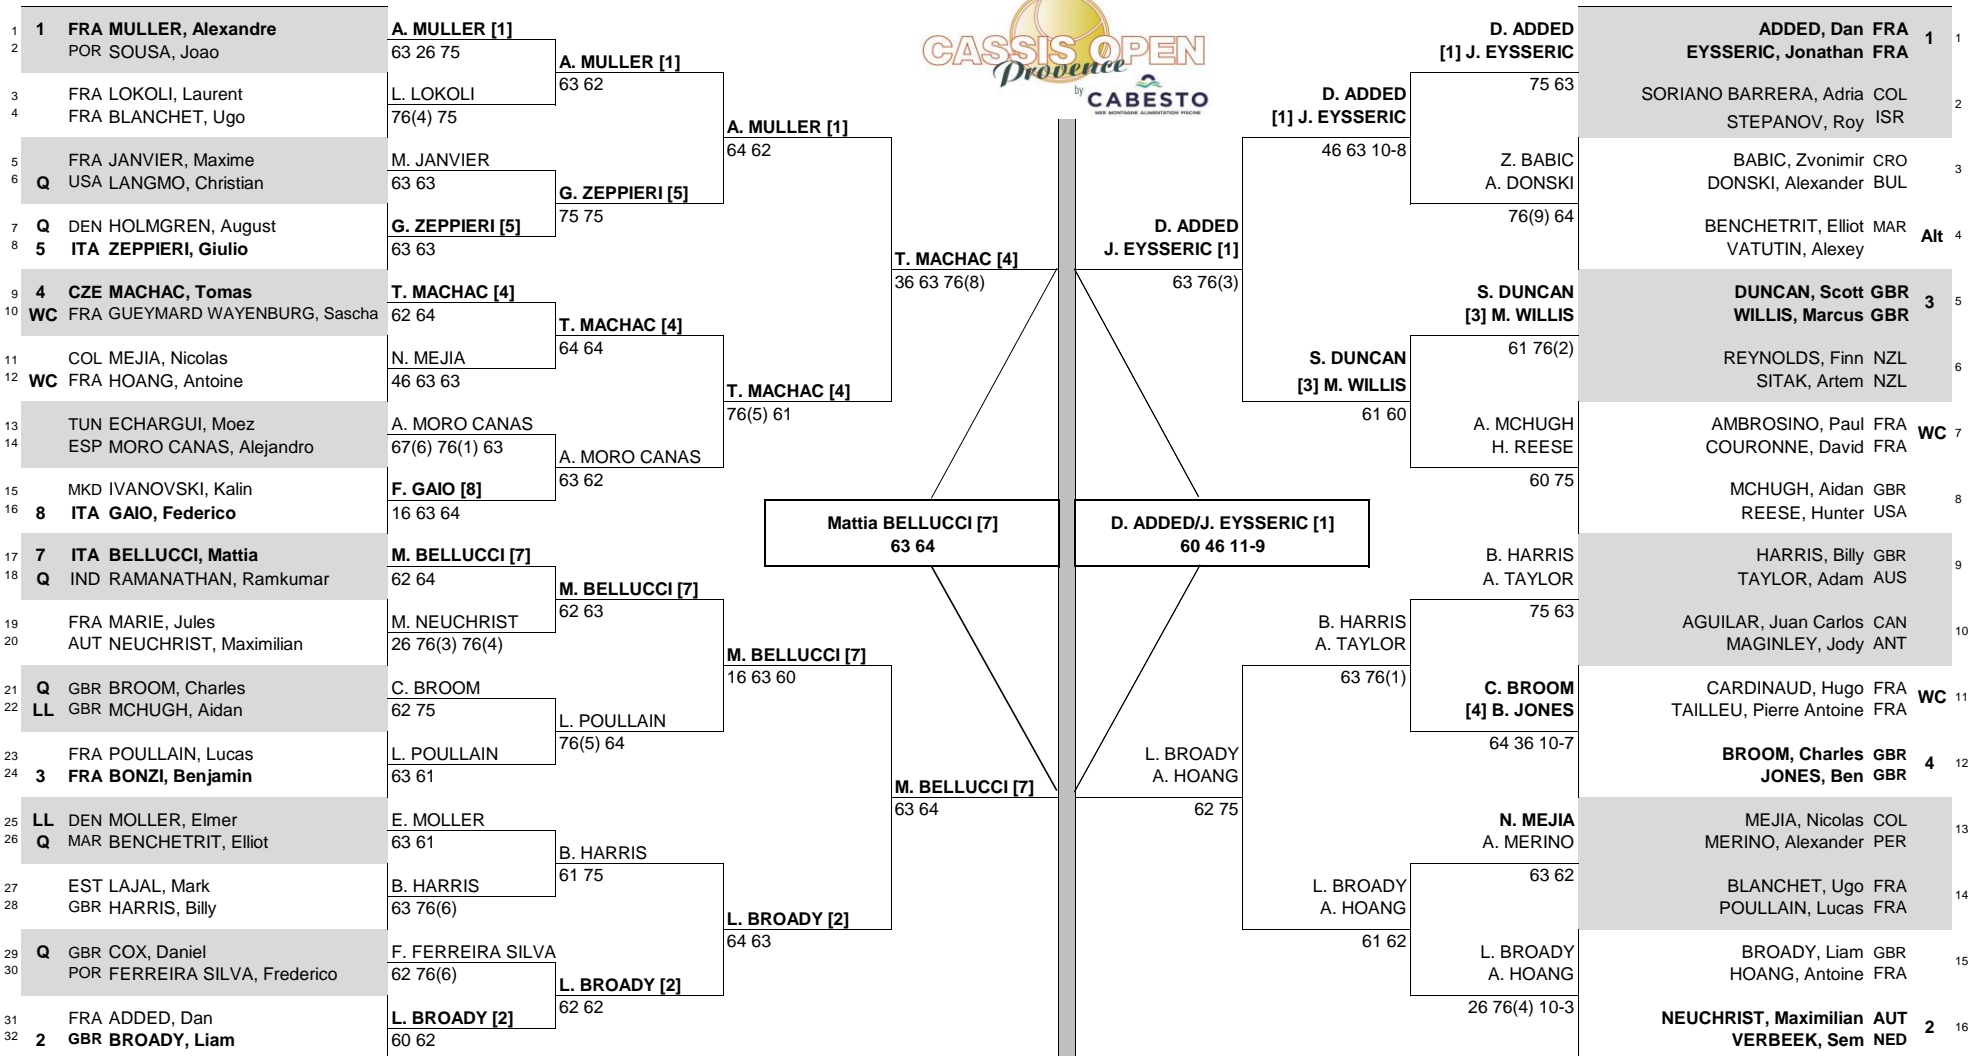 CASSIS OPEN
Provence
by CABESTO
MER MONTAGNE ALIMENTATION PISCINE
1 1 FRA MULLER, Alexandre
2 POR SOUSA, Joao
3 FRA LOKOLI, Laurent
4 FRA BLANCHET, Ugo
5 FRA JANVIER, Maxime
6 Q USA LANGMO, Christian
7 Q DEN HOLMGREN, August
8 5 ITA ZEPPIERI, Giulio
9 4 CZE MACHAC, Tomas
10 WC FRA GUEYMARD WAYENBURG, Sascha
11 COL MEJIA, Nicolas
12 WC FRA HOANG, Antoine
13 TUN ECHARGUI, Moez
14 ESP MORO CANAS, Alejandro
15 MKD IVANOVSKI, Kalin
16 8 ITA GAIO, Federico
17 7 ITA BELLUCCI, Mattia
18 Q IND RAMANATHAN, Ramkumar
19 FRA MARIE, Jules
20 AUT NEUCHRIST, Maximilian
21 Q GBR BROOM, Charles
22 LL GBR MCHUGH, Aidan
23 FRA POULLAIN, Lucas
24 3 FRA BONZI, Benjamin
25 LL DEN MOLLER, Elmer
26 Q MAR BENCHETRIT, Elliot
27 EST LAJAL, Mark
28 GBR HARRIS, Billy
29 Q GBR COX, Daniel
30 POR FERREIRA SILVA, Frederico
31 FRA ADDED, Dan
32 2 GBR BROADY, Liam
A. MULLER [1]
63 26 75
L. LOKOLI
76(4) 75
M. JANVIER
63 63
G. ZEPPIERI [5]
63 63
T. MACHAC [4]
62 64
N. MEJIA
46 63 63
A. MORO CANAS
67(6) 76(1) 63
F. GAIO [8]
16 63 64
M. BELLUCCI [7]
62 64
M. NEUCHRIST
26 76(3) 76(4)
C. BROOM
62 75
L. POULLAIN
63 61
E. MOLLER
63 61
B. HARRIS
63 76(6)
F. FERREIRA SILVA
62 76(6)
L. BROADY [2]
60 62
A. MULLER [1]
63 62
G. ZEPPIERI [5]
75 75
T. MACHAC [4]
64 64
A. MORO CANAS
63 62
M. BELLUCCI [7]
62 63
L. POULLAIN
76(5) 64
B. HARRIS
61 75
L. BROADY [2]
62 62
A. MULLER [1]
64 62
T. MACHAC [4]
76(5) 61
M. BELLUCCI [7]
16 63 60
L. BROADY [2]
64 63
T. MACHAC [4]
36 63 76(8)
M. BELLUCCI [7]
63 64
Mattia BELLUCCI [7]
63 64
D. ADDED/J. EYSSERIC [1]
60 46 11-9
D. ADDED
J. EYSSERIC [1]
63 76(3)
L. BROADY
A. HOANG
62 75
D. ADDED
[1] J. EYSSERIC
46 63 10-8
S. DUNCAN
[3] M. WILLIS
61 60
B. HARRIS
A. TAYLOR
63 76(1)
L. BROADY
A. HOANG
61 62
D. ADDED
[1] J. EYSSERIC
75 63
Z. BABIC
A. DONSKI
76(9) 64
S. DUNCAN
[3] M. WILLIS
61 76(2)
A. MCHUGH
H. REESE
60 75
B. HARRIS
A. TAYLOR
75 63
C. BROOM
[4] B. JONES
64 36 10-7
N. MEJIA
A. MERINO
63 62
L. BROADY
A. HOANG
26 76(4) 10-3
ADDED, Dan FRA 1 1
EYSSERIC, Jonathan FRA
SORIANO BARRERA, Adria COL 2
STEPANOV, Roy ISR
BABIC, Zvonimir CRO 3
DONSKI, Alexander BUL
BENCHETRIT, Elliot MAR Alt 4
VATUTIN, Alexey
DUNCAN, Scott GBR 3 5
WILLIS, Marcus GBR
REYNOLDS, Finn NZL 6
SITAK, Artem NZL
AMBROSINO, Paul FRA WC 7
COURONNE, David FRA
MCHUGH, Aidan GBR 8
REESE, Hunter USA
HARRIS, Billy GBR 9
TAYLOR, Adam AUS
AGUILAR, Juan Carlos CAN 10
MAGINLEY, Jody ANT
CARDINAUD, Hugo FRA WC 11
TAILLEU, Pierre Antoine FRA
BROOM, Charles GBR 4 12
JONES, Ben GBR
MEJIA, Nicolas COL 13
MERINO, Alexander PER
BLANCHET, Ugo FRA 14
POULLAIN, Lucas FRA
BROADY, Liam GBR 15
HOANG, Antoine FRA
NEUCHRIST, Maximilian AUT 2 16
VERBEEK, Sem NED